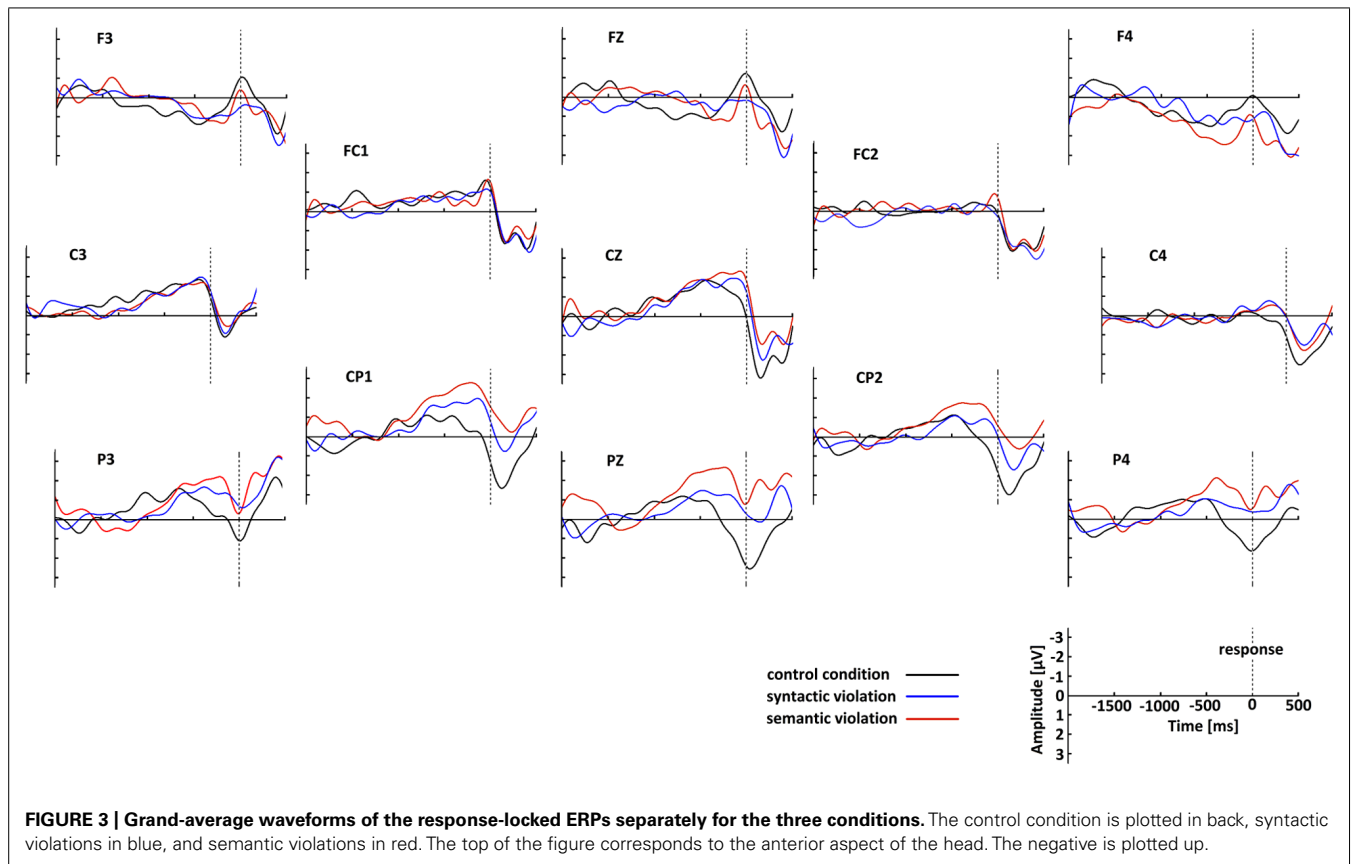 F3
FZ
F4
FC1
FC2
C3
CZ
C4
CP1
CP2
P3
PZ
P4
control condition
syntactic violation
semantic violation
Amplitude [µV]
-3
-2
-1
0
1
2
3
response
-1500 -1000 -500 0 500
Time [ms]
FIGURE 3 | Grand-average waveforms of the response-locked ERPs separately for the three conditions. The control condition is plotted in back, syntactic
violations in blue, and semantic violations in red. The top of the figure corresponds to the anterior aspect of the head. The negative is plotted up.